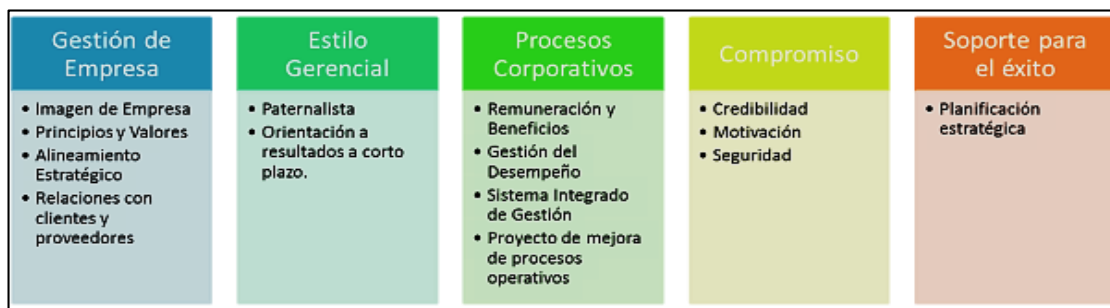 Gestión de
Empresa
• Imagen de Empresa
• Principios y Valores
• Alineamiento
Estratégico
• Relaciones con
clientes y
proveedores
Estilo
Gerencial
• Paternalista
• Orientación a
resultados a corto
plazo.
Procesos
Corporativos
• Remuneración y
Beneficios
• Gestión del
Desempeño
• Sistema Integrado
de Gestión
• Proyecto de mejora
de procesos
operativos
Compromiso
• Credibilidad
• Motivación
• Seguridad
Soporte para
el éxito
• Planificación
estratégica